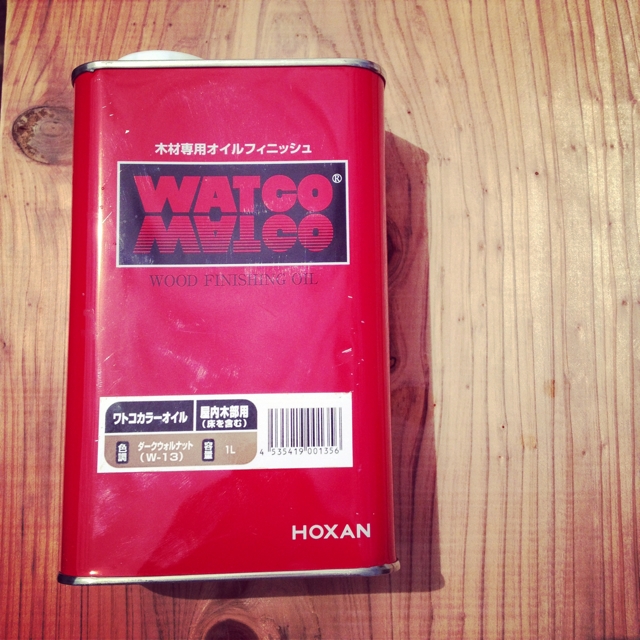 木材専用オイルフィニッシュ
WATCO®
WATCO
WOOD FINISHING OIL
ワトコカラーオイル
屋内木部用
(床を含む)
色調
ダークウォルナット
(W-13)
容量
1L
4 535419 001356
HOXAN